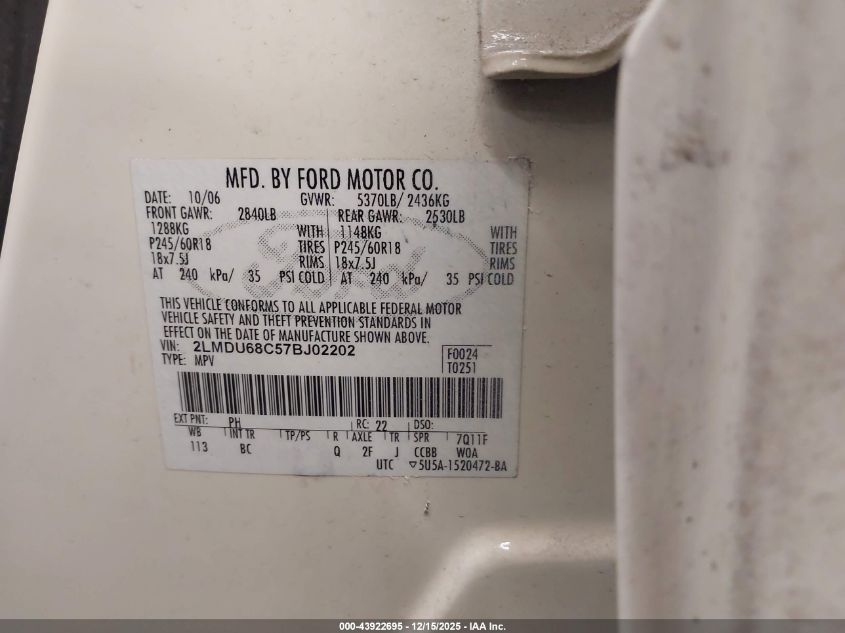 MFD. BY FORD MOTOR CO.
DATE: 10/06 GVWR: 5370LB/ 2436KG
FRONT GAWR: 2840LB REAR GAWR: 2530LB
1288KG WITH 1148KG WITH
P245/60R18 TIRES P245/60R18 TIRES
18x7.5J RIMS 18x7.5J RIMS
AT 240 kPa/ 35 PSI COLD AT 240 kPa/ 35 PSI COLD
Ford
THIS VEHICLE CONFORMS TO ALL APPLICABLE FEDERAL MOTOR
VEHICLE SAFETY AND THEFT PREVENTION STANDARDS IN
EFFECT ON THE DATE OF MANUFACTURE SHOWN ABOVE.
VIN: 2LMDU68C57BJ02202 F0024
TYPE: MPV T0251
EXT PNT: PH RC: 22 DSO:
WB INT TR TP/PS R AXLE TR SPR 7Q11F
113 BC Q 2F J CCBB WOA
UTC ▽5U5A-1520472-BA
000-43922695 - 12/15/2025 - IAA Inc.